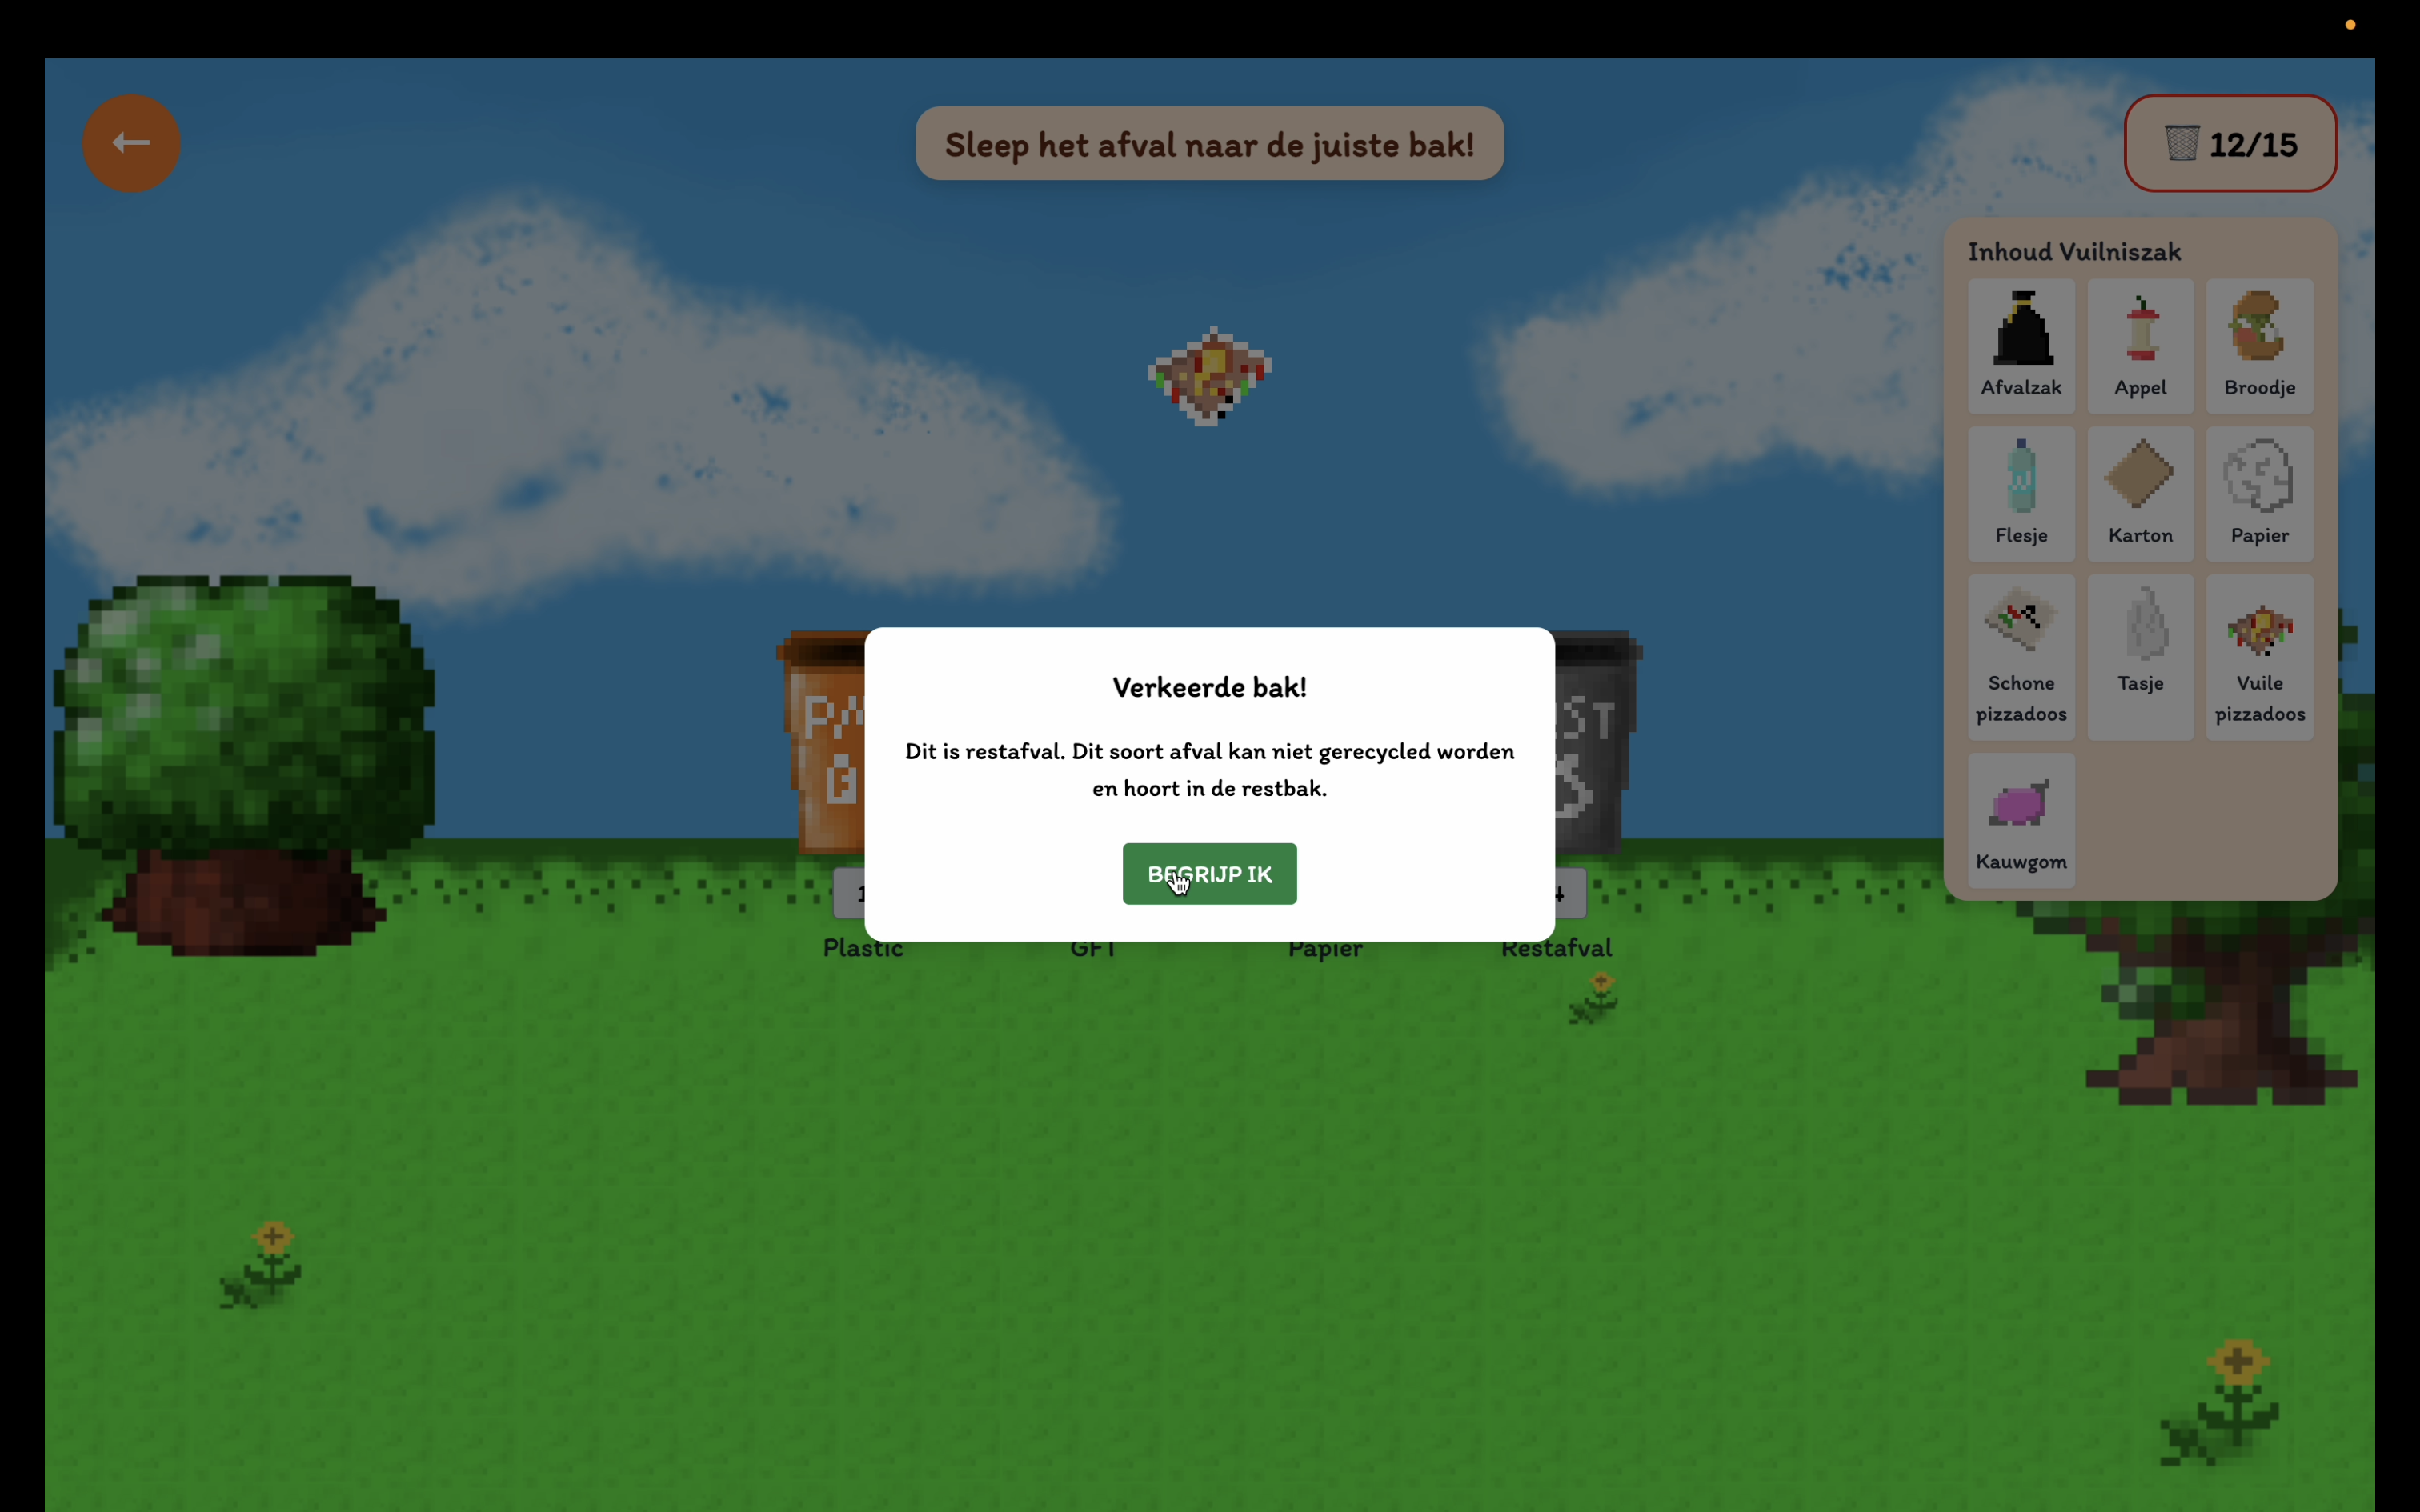 Sleep het afval naar de juiste bak!
12/15
Inhoud Vuilniszak
Afvalzak
Appel
Broodje
Flesje
Karton
Papier
Schone
pizzadoos
Tasje
Vuile
pizzadoos
Kauwgom
Verkeerde bak!
Dit is restafval. Dit soort afval kan niet gerecycled worden
en hoort in de restbak.
BEGRIJP IK
Plastic
GFT
Papier
Restafval